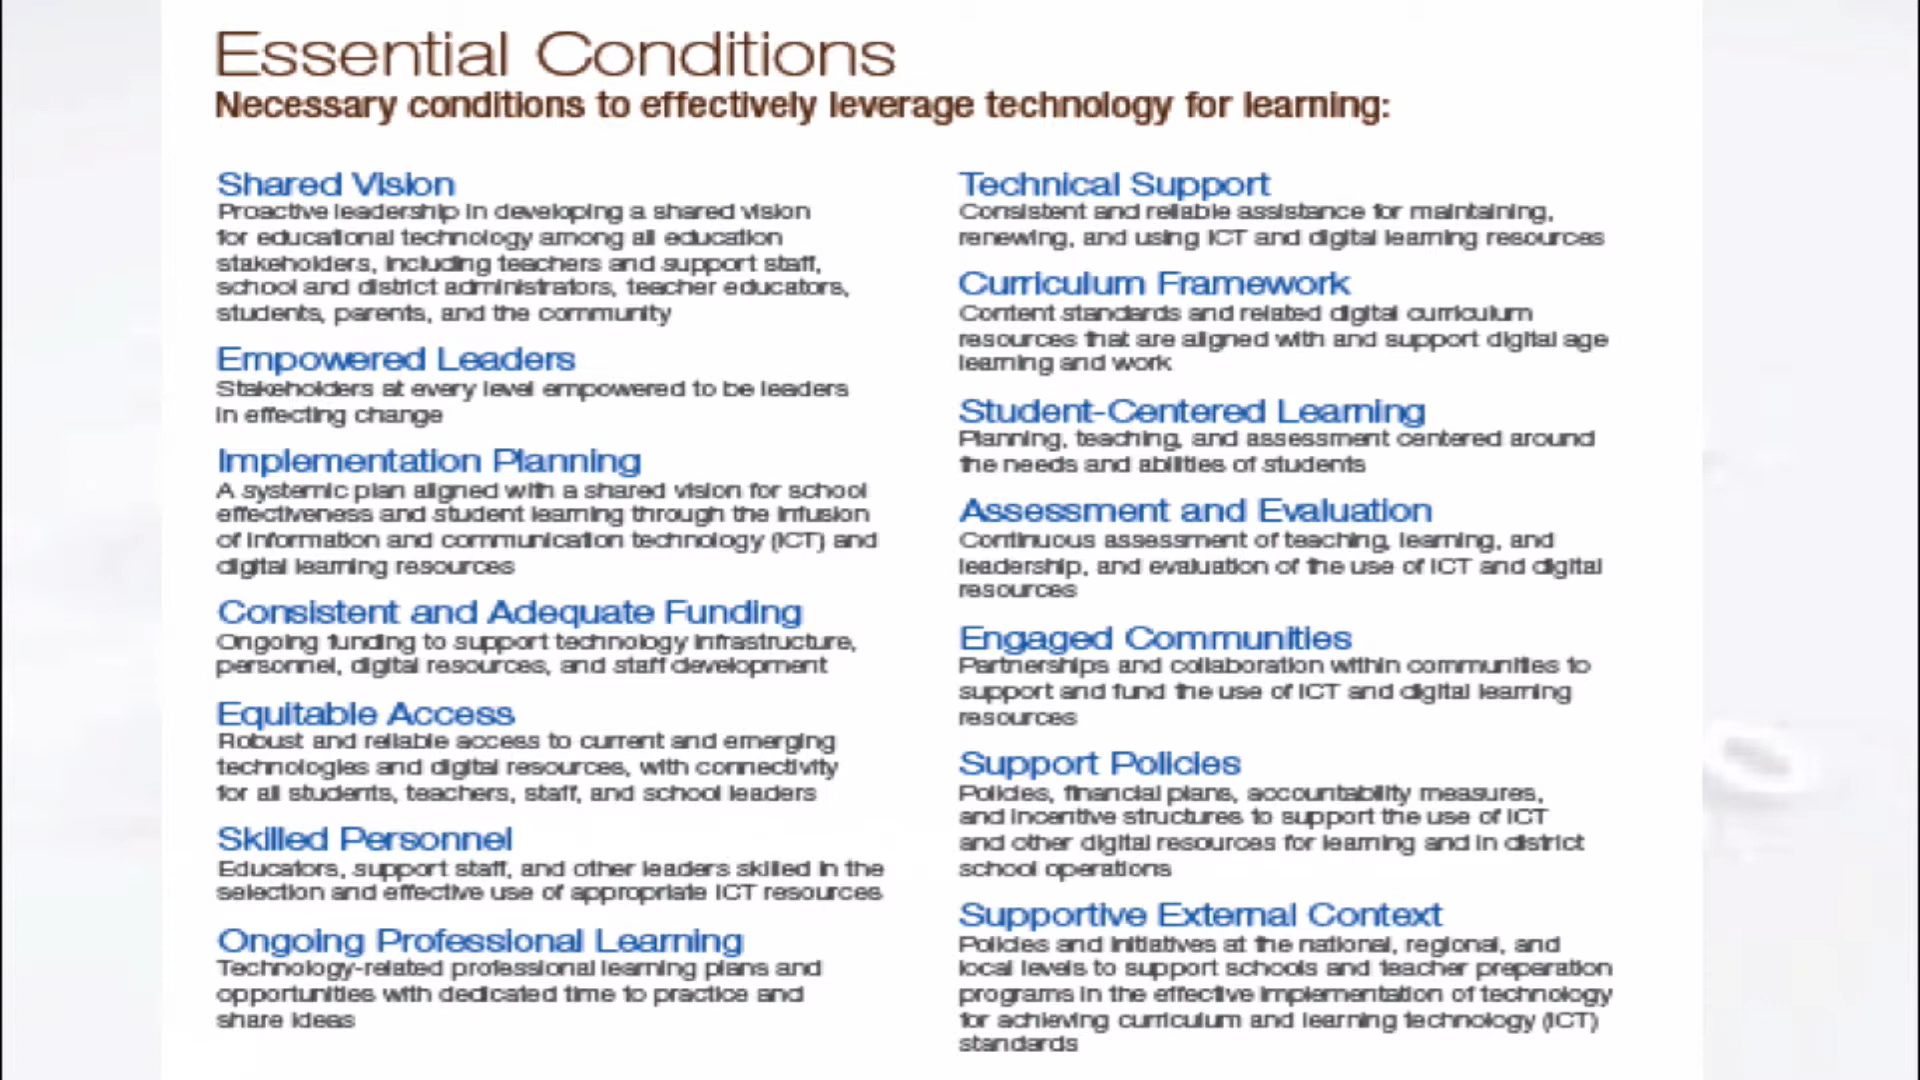 Essential Conditions
Necessary conditions to effectively leverage technology for learning:
Shared Vision
Proactive leadership in developing a shared vision
for educational technology among all education
stakeholders, including teachers and support staff,
school and district administrators, teacher educators,
students, parents, and the community
Empowered Leaders
Stakeholders at every level empowered to be leaders
in effecting change
Implementation Planning
A systemic plan aligned with a shared vision for school
effectiveness and student learning through the infusion
of information and communication technology (ICT) and
digital learning resources
Consistent and Adequate Funding
Ongoing funding to support technology infrastructure,
personnel, digital resources, and staff development
Equitable Access
Robust and reliable access to current and emerging
technologies and digital resources, with connectivity
for all students, teachers, staff, and school leaders
Skilled Personnel
Educators, support staff, and other leaders skilled in the
selection and effective use of appropriate ICT resources
Ongoing Professional Learning
Technology-related professional learning plans and
opportunities with dedicated time to practice and
share ideas
Technical Support
Consistent and reliable assistance for maintaining,
renewing, and using ICT and digital learning resources
Curriculum Framework
Content standards and related digital curriculum
resources that are aligned with and support digital age
learning and work
Student-Centered Learning
Planning, teaching, and assessment centered around
the needs and abilities of students
Assessment and Evaluation
Continuous assessment of teaching, learning, and
leadership, and evaluation of the use of ICT and digital
resources
Engaged Communities
Partnerships and collaboration within communities to
support and fund the use of ICT and digital learning
resources
Support Policies
Policies, financial plans, accountability measures,
and incentive structures to support the use of ICT
and other digital resources for learning and in district
school operations
Supportive External Context
Policies and initiatives at the national, regional, and
local levels to support schools and teacher preparation
programs in the effective implementation of technology
for achieving curriculum and learning technology (ICT)
standards